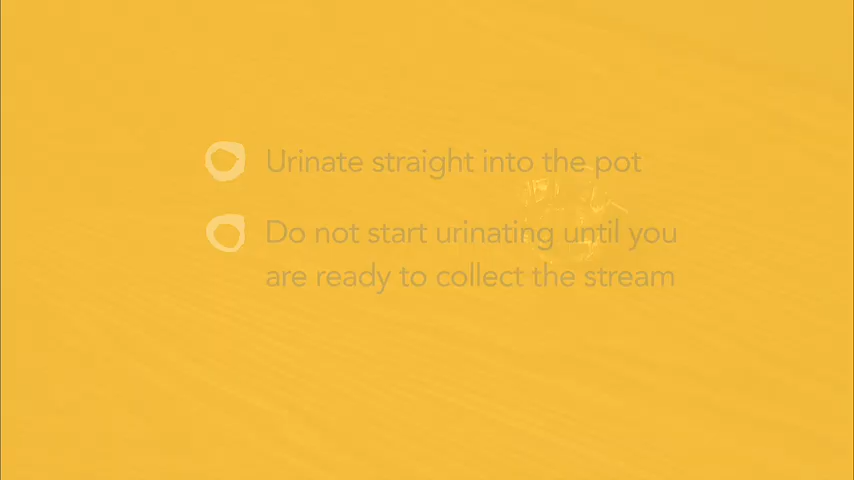 Urinate straight into the pot
Do not start urinating until you
are ready to collect the stream